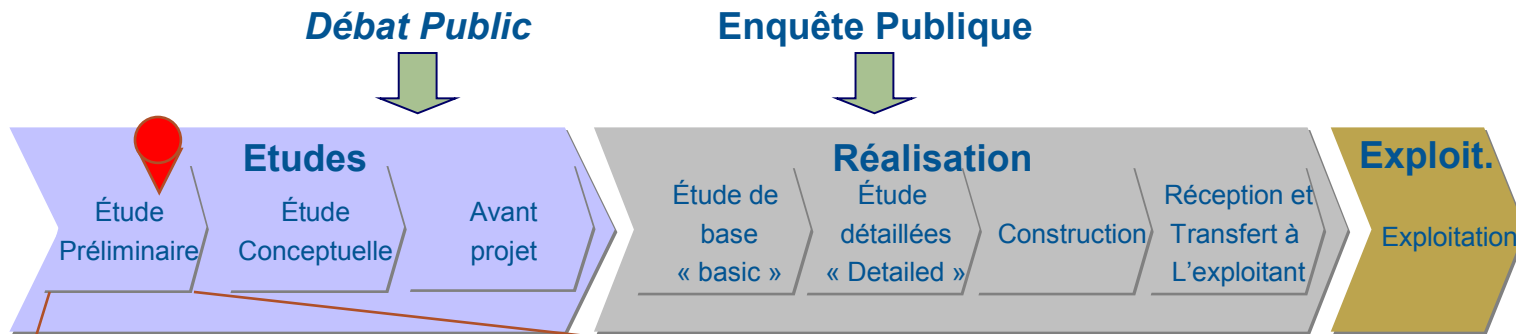 Débat Public
Enquête Publique
Etudes
Étude
Préliminaire
Étude
Conceptuelle
Avant
projet
Réalisation
Étude de
base
« basic »
Étude
détaillées
« Detailed »
Construction
Réception et
Transfert à
L’exploitant
Exploit.
Exploitation